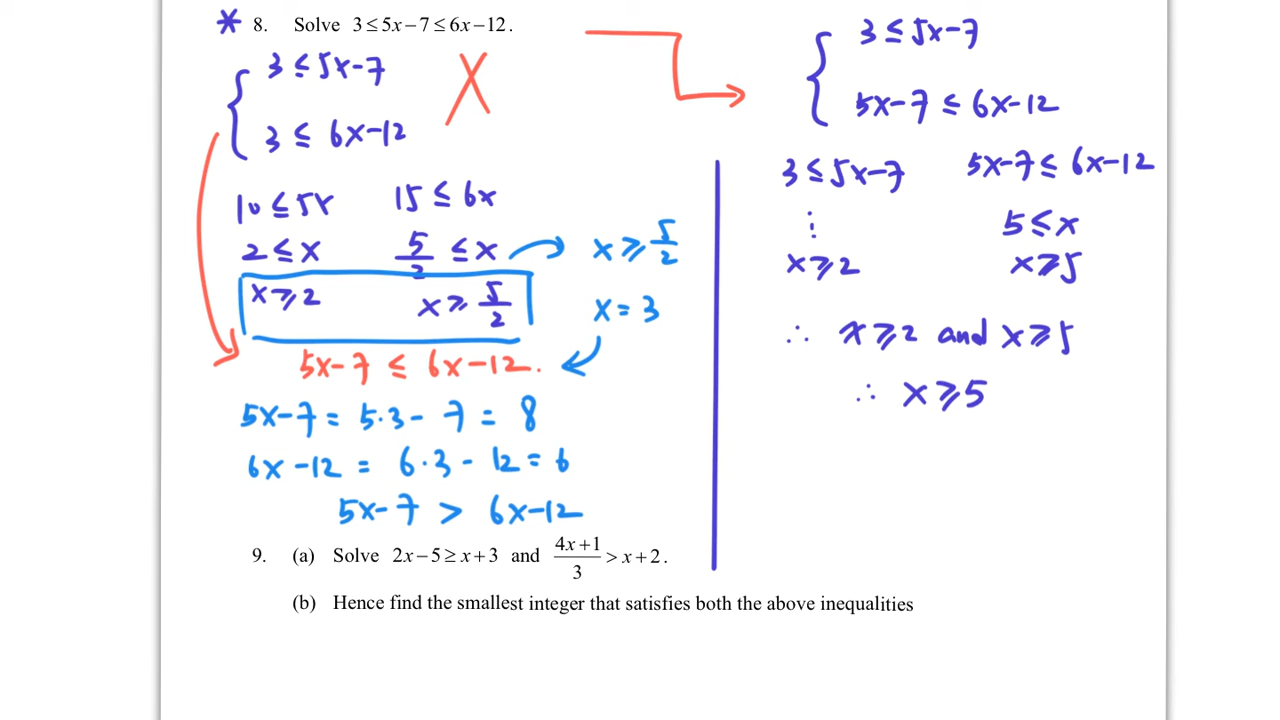 * 8. Solve 3 ≤ 5x − 7 ≤ 6x − 12.
3 ≤ 5x−7
3 ≤ 6x−12
X
10 ≤ 5x 15 ≤ 6x
2 ≤ x 5/2 ≤ x x ≥ 5/2
x ≥ 2 x ≥ 5/2 x = 3
5x−7 ≤ 6x−12.
5x−7 = 5·3 − 7 = 8
6x−12 = 6·3 − 12 = 6
5x−7 > 6x−12
3 ≤ 5x−7
5x−7 ≤ 6x−12
3 ≤ 5x−7 5x−7 ≤ 6x−12
⋮ 5 ≤ x
x ≥ 2 x ≥ 5
∴ x ≥ 2 and x ≥ 5
∴ x ≥ 5
9. (a) Solve 2x − 5 ≥ x + 3 and (4x + 1)/3 > x + 2.
(b) Hence find the smallest integer that satisfies both the above inequalities